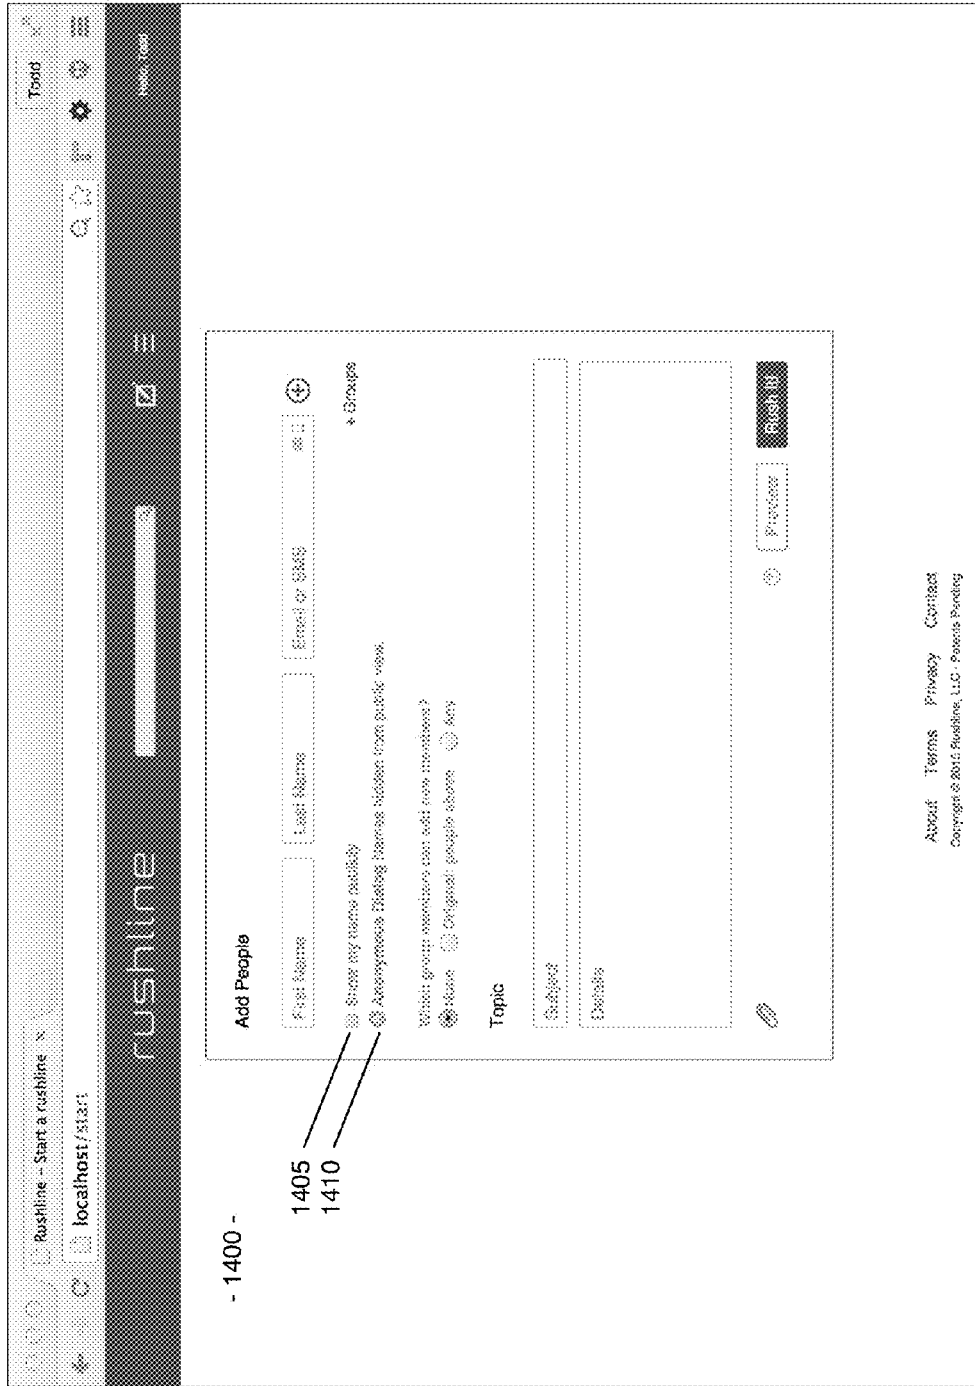 Rushline – Start a rushline ×
Todd
localhost/start
rushline
Hello, Todd
- 1400 -
Add People
First Name
Last Name
Email or SMS
1405
Show my name publicly
+ Groups
1410
Anonymous Dialog Names hidden from public view.
Which group members can add new members?
None
Original people above
Any
Topic
Subject
Details
Preview
Rush It!
About Terms Privacy Contact
Copyright © 2015 Rushline, LLC · Patents Pending